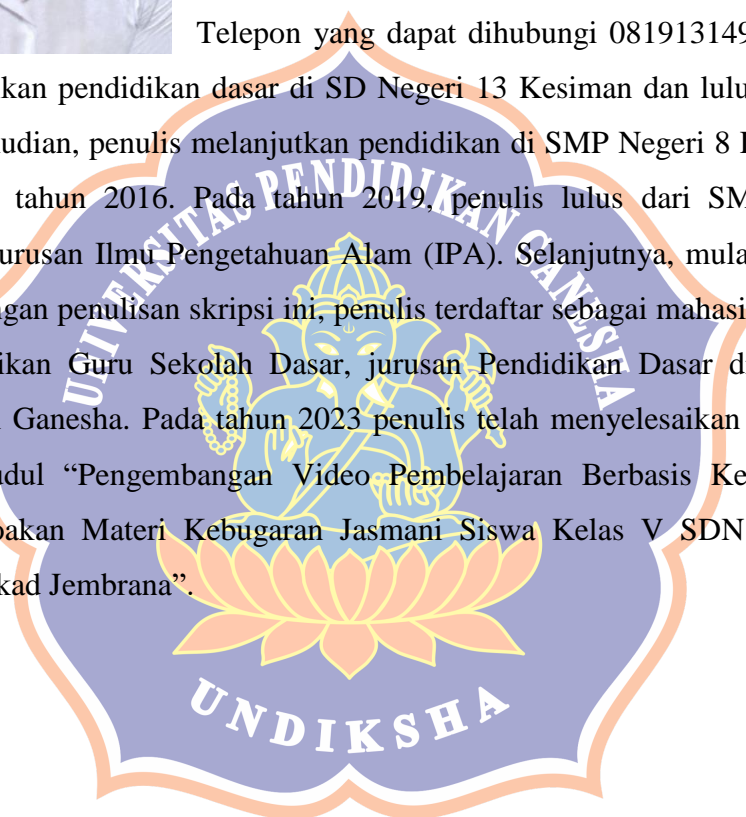 Telepon yang dapat dihubungi 081913149
kan pendidikan dasar di SD Negeri 13 Kesiman dan lulu
udian, penulis melanjutkan pendidikan di SMP Negeri 8
tahun 2016. Pada tahun 2019, penulis lulus dari SM
urusan Ilmu Pengetahuan Alam (IPA). Selanjutnya, mula
ngan penulisan skripsi ini, penulis terdaftar sebagai mahasi
ikan Guru Sekolah Dasar, jurusan Pendidikan Dasar d
Ganesha. Pada tahun 2023 penulis telah menyelesaikan
udul “Pengembangan Video Pembelajaran Berbasis Ke
pakan Materi Kebugaran Jasmani Siswa Kelas V SDN
kad Jembrana”.
UNIVERSITAS PENDIDIKAN GANESHA
UNDIKSHA